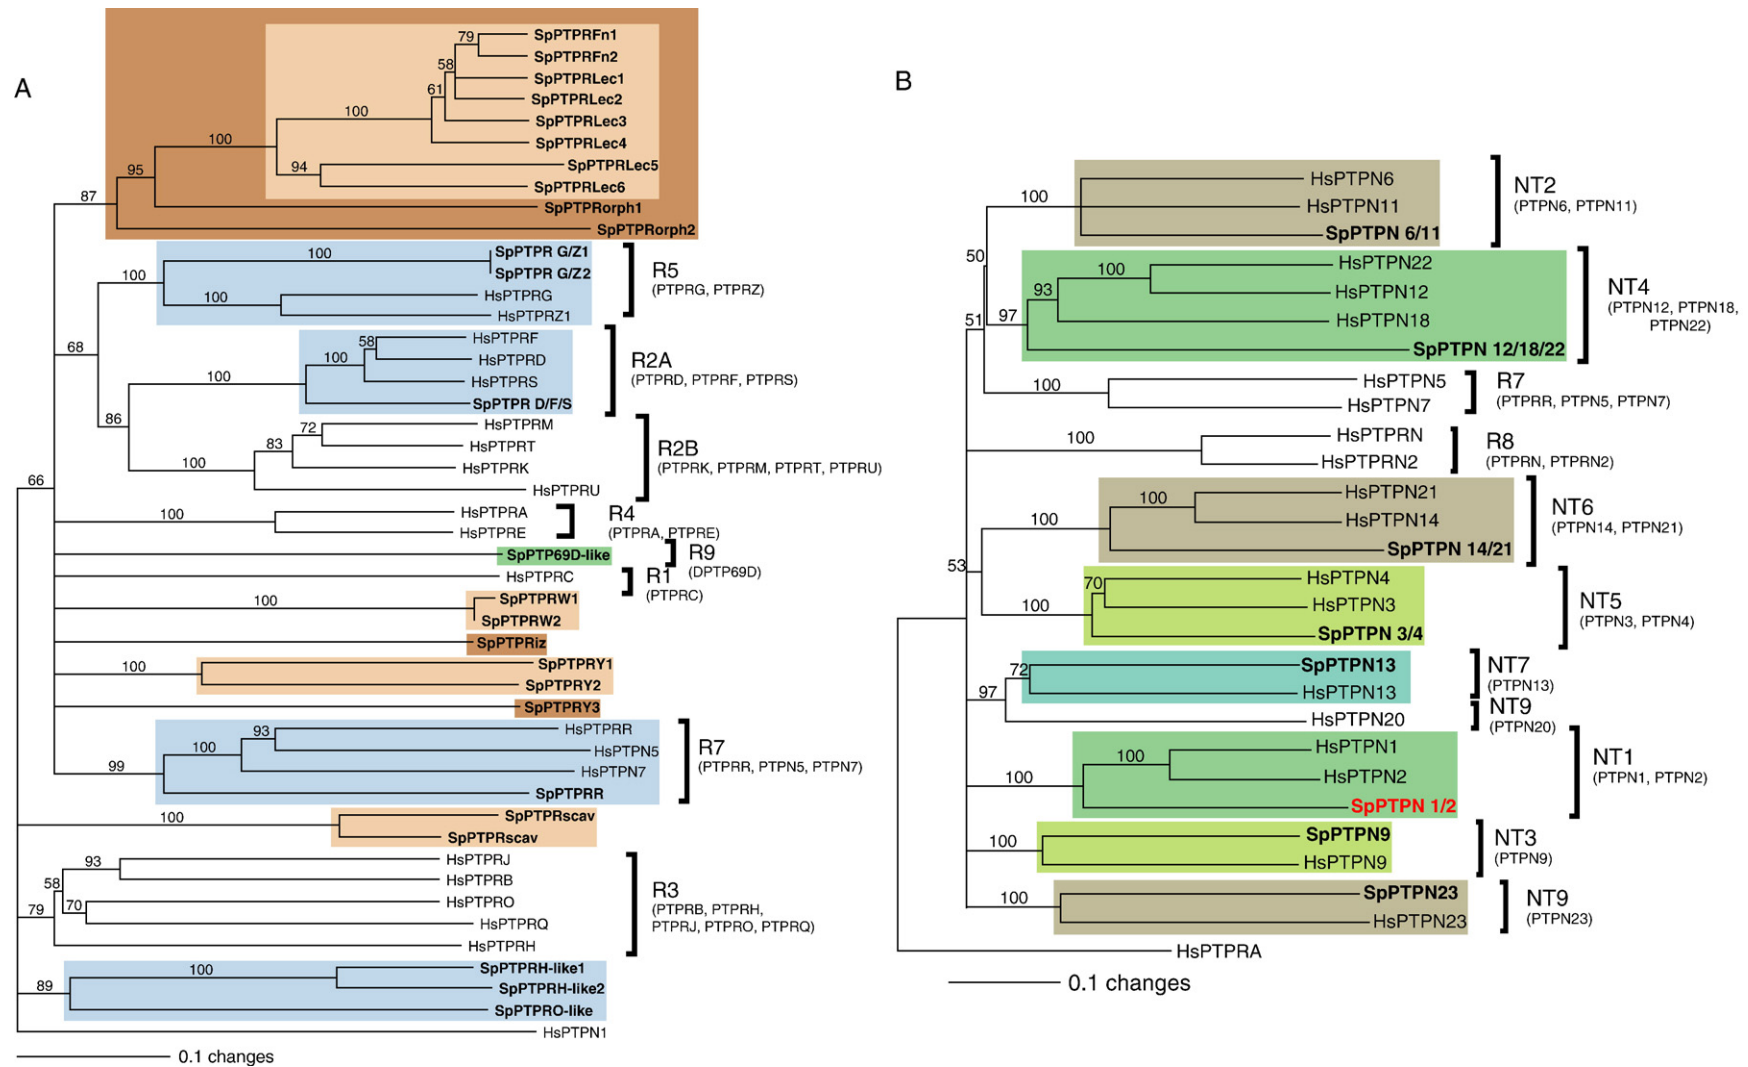 A
79
SpPTPRFn1
SpPTPRFn2
58
SpPTPRLec1
61
SpPTPRLec2
100
SpPTPRLec3
100
SpPTPRLec4
94
SpPTPRLec5
95
SpPTPRLec6
87
SpPTPRorph1
SpPTPRorph2
100
SpPTPR G/Z1
100
SpPTPR G/Z2
100
HsPTPRG
HsPTPRZ1
R5
(PTPRG, PTPRZ)
68
58
HsPTPRF
100
HsPTPRD
100
HsPTPRS
SpPTPR D/F/S
R2A
(PTPRD, PTPRF, PTPRS)
86
72
HsPTPRM
83
HsPTPRT
100
HsPTPRK
HsPTPRU
R2B
(PTPRK, PTPRM, PTPRT, PTPRU)
66
100
HsPTPRA
HsPTPRE
R4
(PTPRA, PTPRE)
SpPTP69D-like
R9
(DPTP69D)
HsPTPRC
R1
(PTPRC)
100
SpPTPRW1
SpPTPRW2
SpPTPRiz
100
SpPTPRY1
SpPTPRY2
SpPTPRY3
93
HsPTPRR
100
HsPTPN5
99
HsPTPN7
SpPTPRR
R7
(PTPRR, PTPN5, PTPN7)
100
SpPTPRscav
SpPTPRscav
93
HsPTPRJ
58
HsPTPRB
79
70
HsPTPRO
HsPTPRQ
HsPTPRH
R3
(PTPRB, PTPRH,
PTPRJ, PTPRO, PTPRQ)
100
SpPTPRH-like1
89
SpPTPRH-like2
SpPTPRO-like
HsPTPN1
0.1 changes
B
100
HsPTPN6
HsPTPN11
SpPTPN 6/11
NT2
(PTPN6, PTPN11)
50
100
HsPTPN22
93
HsPTPN12
97
HsPTPN18
SpPTPN 12/18/22
NT4
(PTPN12, PTPN18,
PTPN22)
51
100
HsPTPN5
HsPTPN7
R7
(PTPRR, PTPN5, PTPN7)
100
HsPTPRN
HsPTPRN2
R8
(PTPRN, PTPRN2)
100
HsPTPN21
100
HsPTPN14
SpPTPN 14/21
NT6
(PTPN14, PTPN21)
53
70
HsPTPN4
100
HsPTPN3
SpPTPN 3/4
NT5
(PTPN3, PTPN4)
72
SpPTPN13
97
HsPTPN13
NT7
(PTPN13)
HsPTPN20
NT9
(PTPN20)
100
HsPTPN1
100
HsPTPN2
SpPTPN 1/2
NT1
(PTPN1, PTPN2)
100
SpPTPN9
HsPTPN9
NT3
(PTPN9)
100
SpPTPN23
HsPTPN23
NT9
(PTPN23)
HsPTPRA
0.1 changes